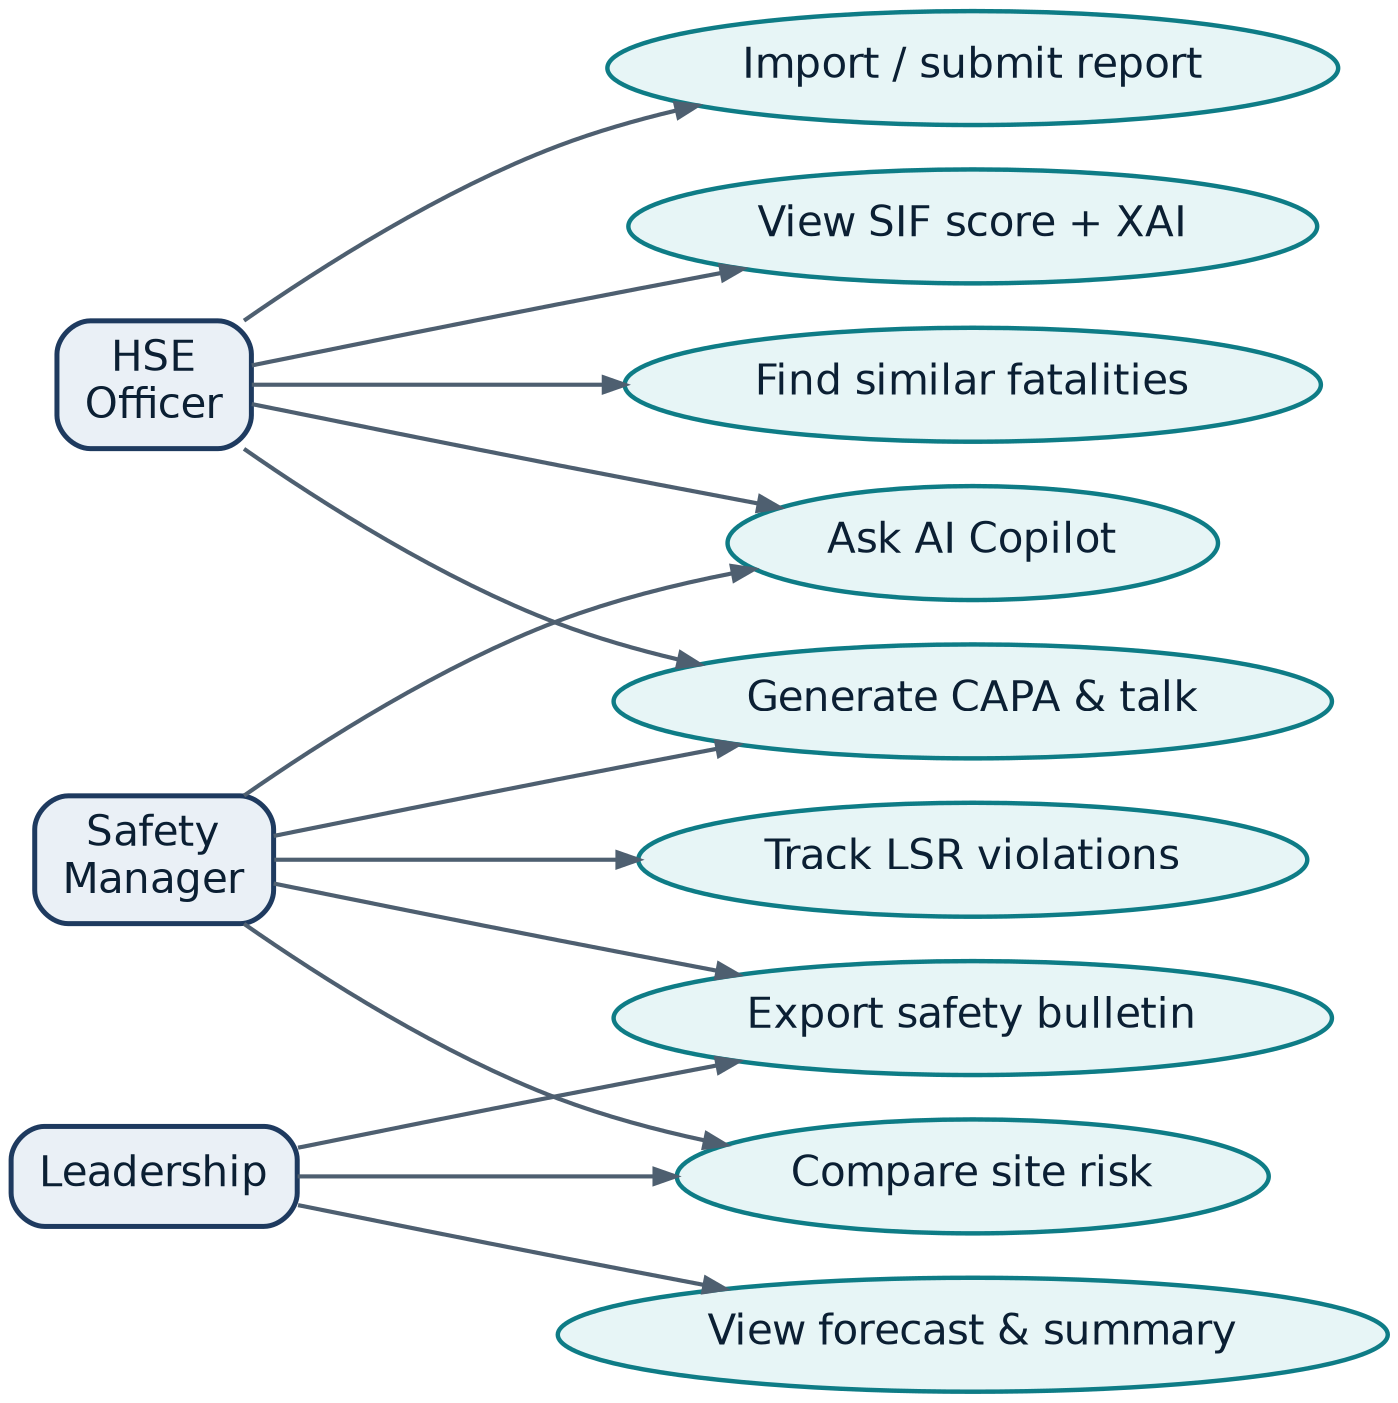 Import / submit report
View SIF score + XAI
HSE
Officer
Find similar fatalities
Ask AI Copilot
Generate CAPA & talk
Safety
Manager
Track LSR violations
Export safety bulletin
Leadership
Compare site risk
View forecast & summary